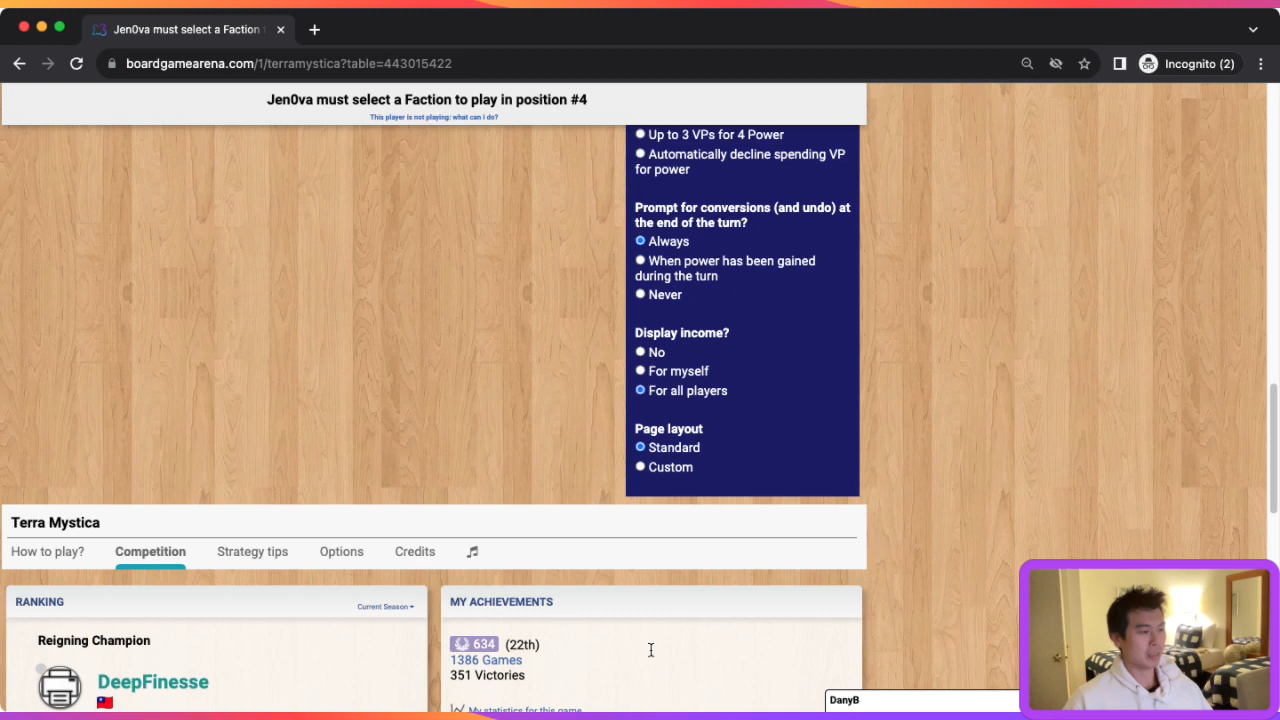 Jen0va must select a Faction
boardgamearena.com/1/terramystica?table=443015422
Incognito (2)
Jen0va must select a Faction to play in position #4
This player is not playing: what can I do?
Up to 3 VPs for 4 Power
Automatically decline spending VP
for power
Prompt for conversions (and undo) at
the end of the turn?
Always
When power has been gained
during the turn
Never
Display income?
No
For myself
For all players
Page layout
Standard
Custom
Terra Mystica
How to play?
Competition
Strategy tips
Options
Credits
RANKING
Current Season
Reigning Champion
DeepFinesse
MY ACHIEVEMENTS
634 (22th)
1386 Games
351 Victories
My statistics for this game
DanyB